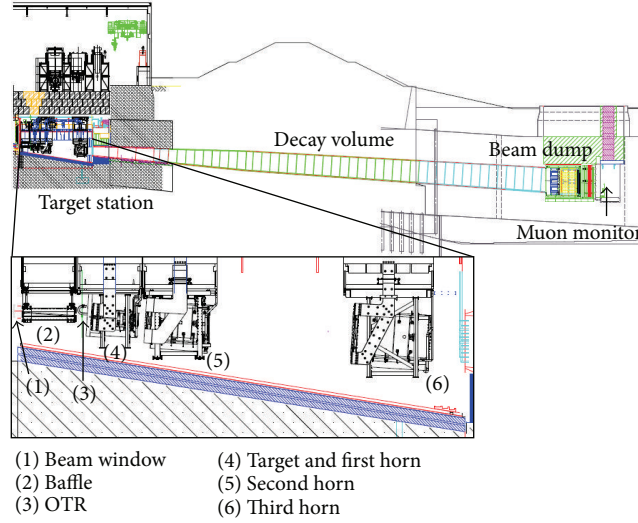 Decay volume
Beam dump
Target station
Muon monitor
(2)
(4)
(5)
(1)
(3)
(6)
(1) Beam window
(2) Baffle
(3) OTR
(4) Target and first horn
(5) Second horn
(6) Third horn